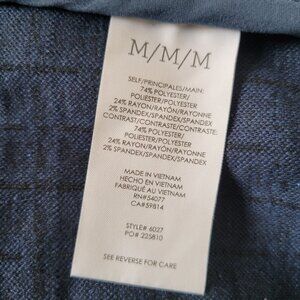 M/M/M
SELF/PRINCIPALES/MAIN:
74% POLYESTER/
POLIÉSTER/POLYESTER
24% RAYON/RAYÓN/RAYONNE
2% SPANDEX/SPANDEX/SPANDEX
CONTRAST/CONTRASTE/CONTRASTE:
74% POLYESTER/
POLIÉSTER/POLYESTER
24% RAYON/RAYÓN/RAYONNE
2% SPANDEX/SPANDEX/SPANDEX
MADE IN VIETNAM
HECHO EN VIETNAM
FABRIQUÉ AU VIETNAM
RN#54077
CA#59814
STYLE# 6027
PO# 225810
SEE REVERSE FOR CARE